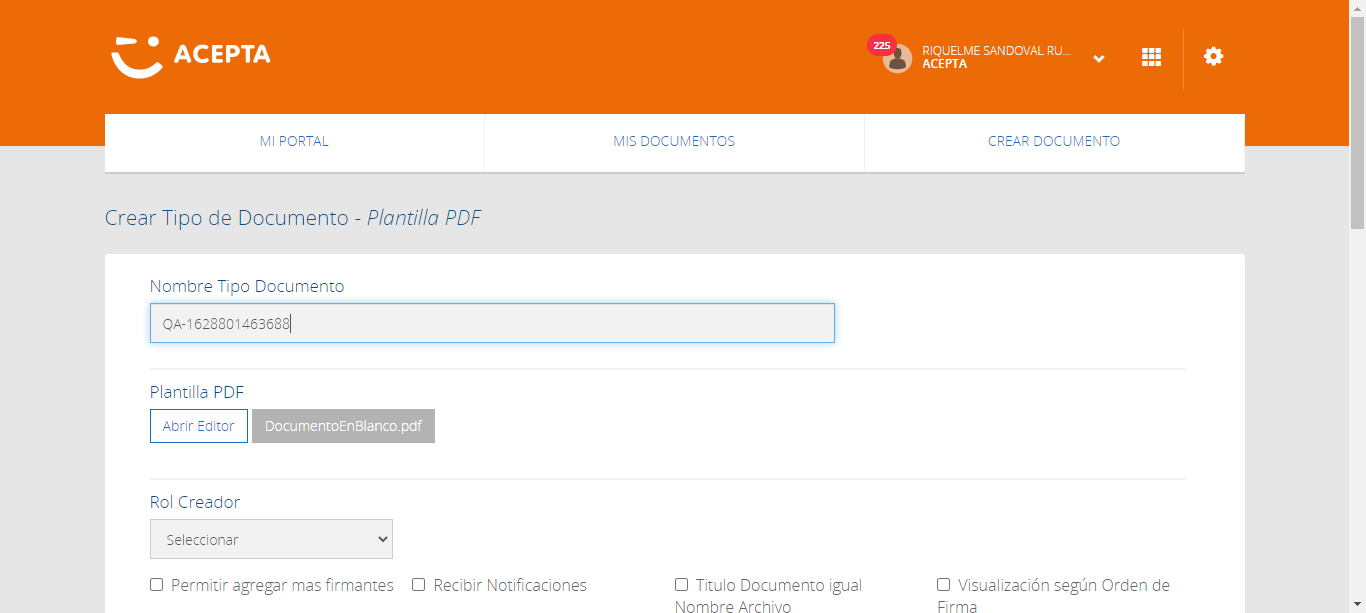 ACEPTA
225
RIQUELME SANDOVAL RU...
ACEPTA
MI PORTAL
MIS DOCUMENTOS
CREAR DOCUMENTO
Crear Tipo de Documento - Plantilla PDF
Nombre Tipo Documento
QA-1628801463688
Plantilla PDF
Abrir Editor
DocumentoEnBlanco.pdf
Rol Creador
Seleccionar
Permitir agregar mas firmantes
Recibir Notificaciones
Titulo Documento igual
Nombre Archivo
Visualización según Orden de
Firma